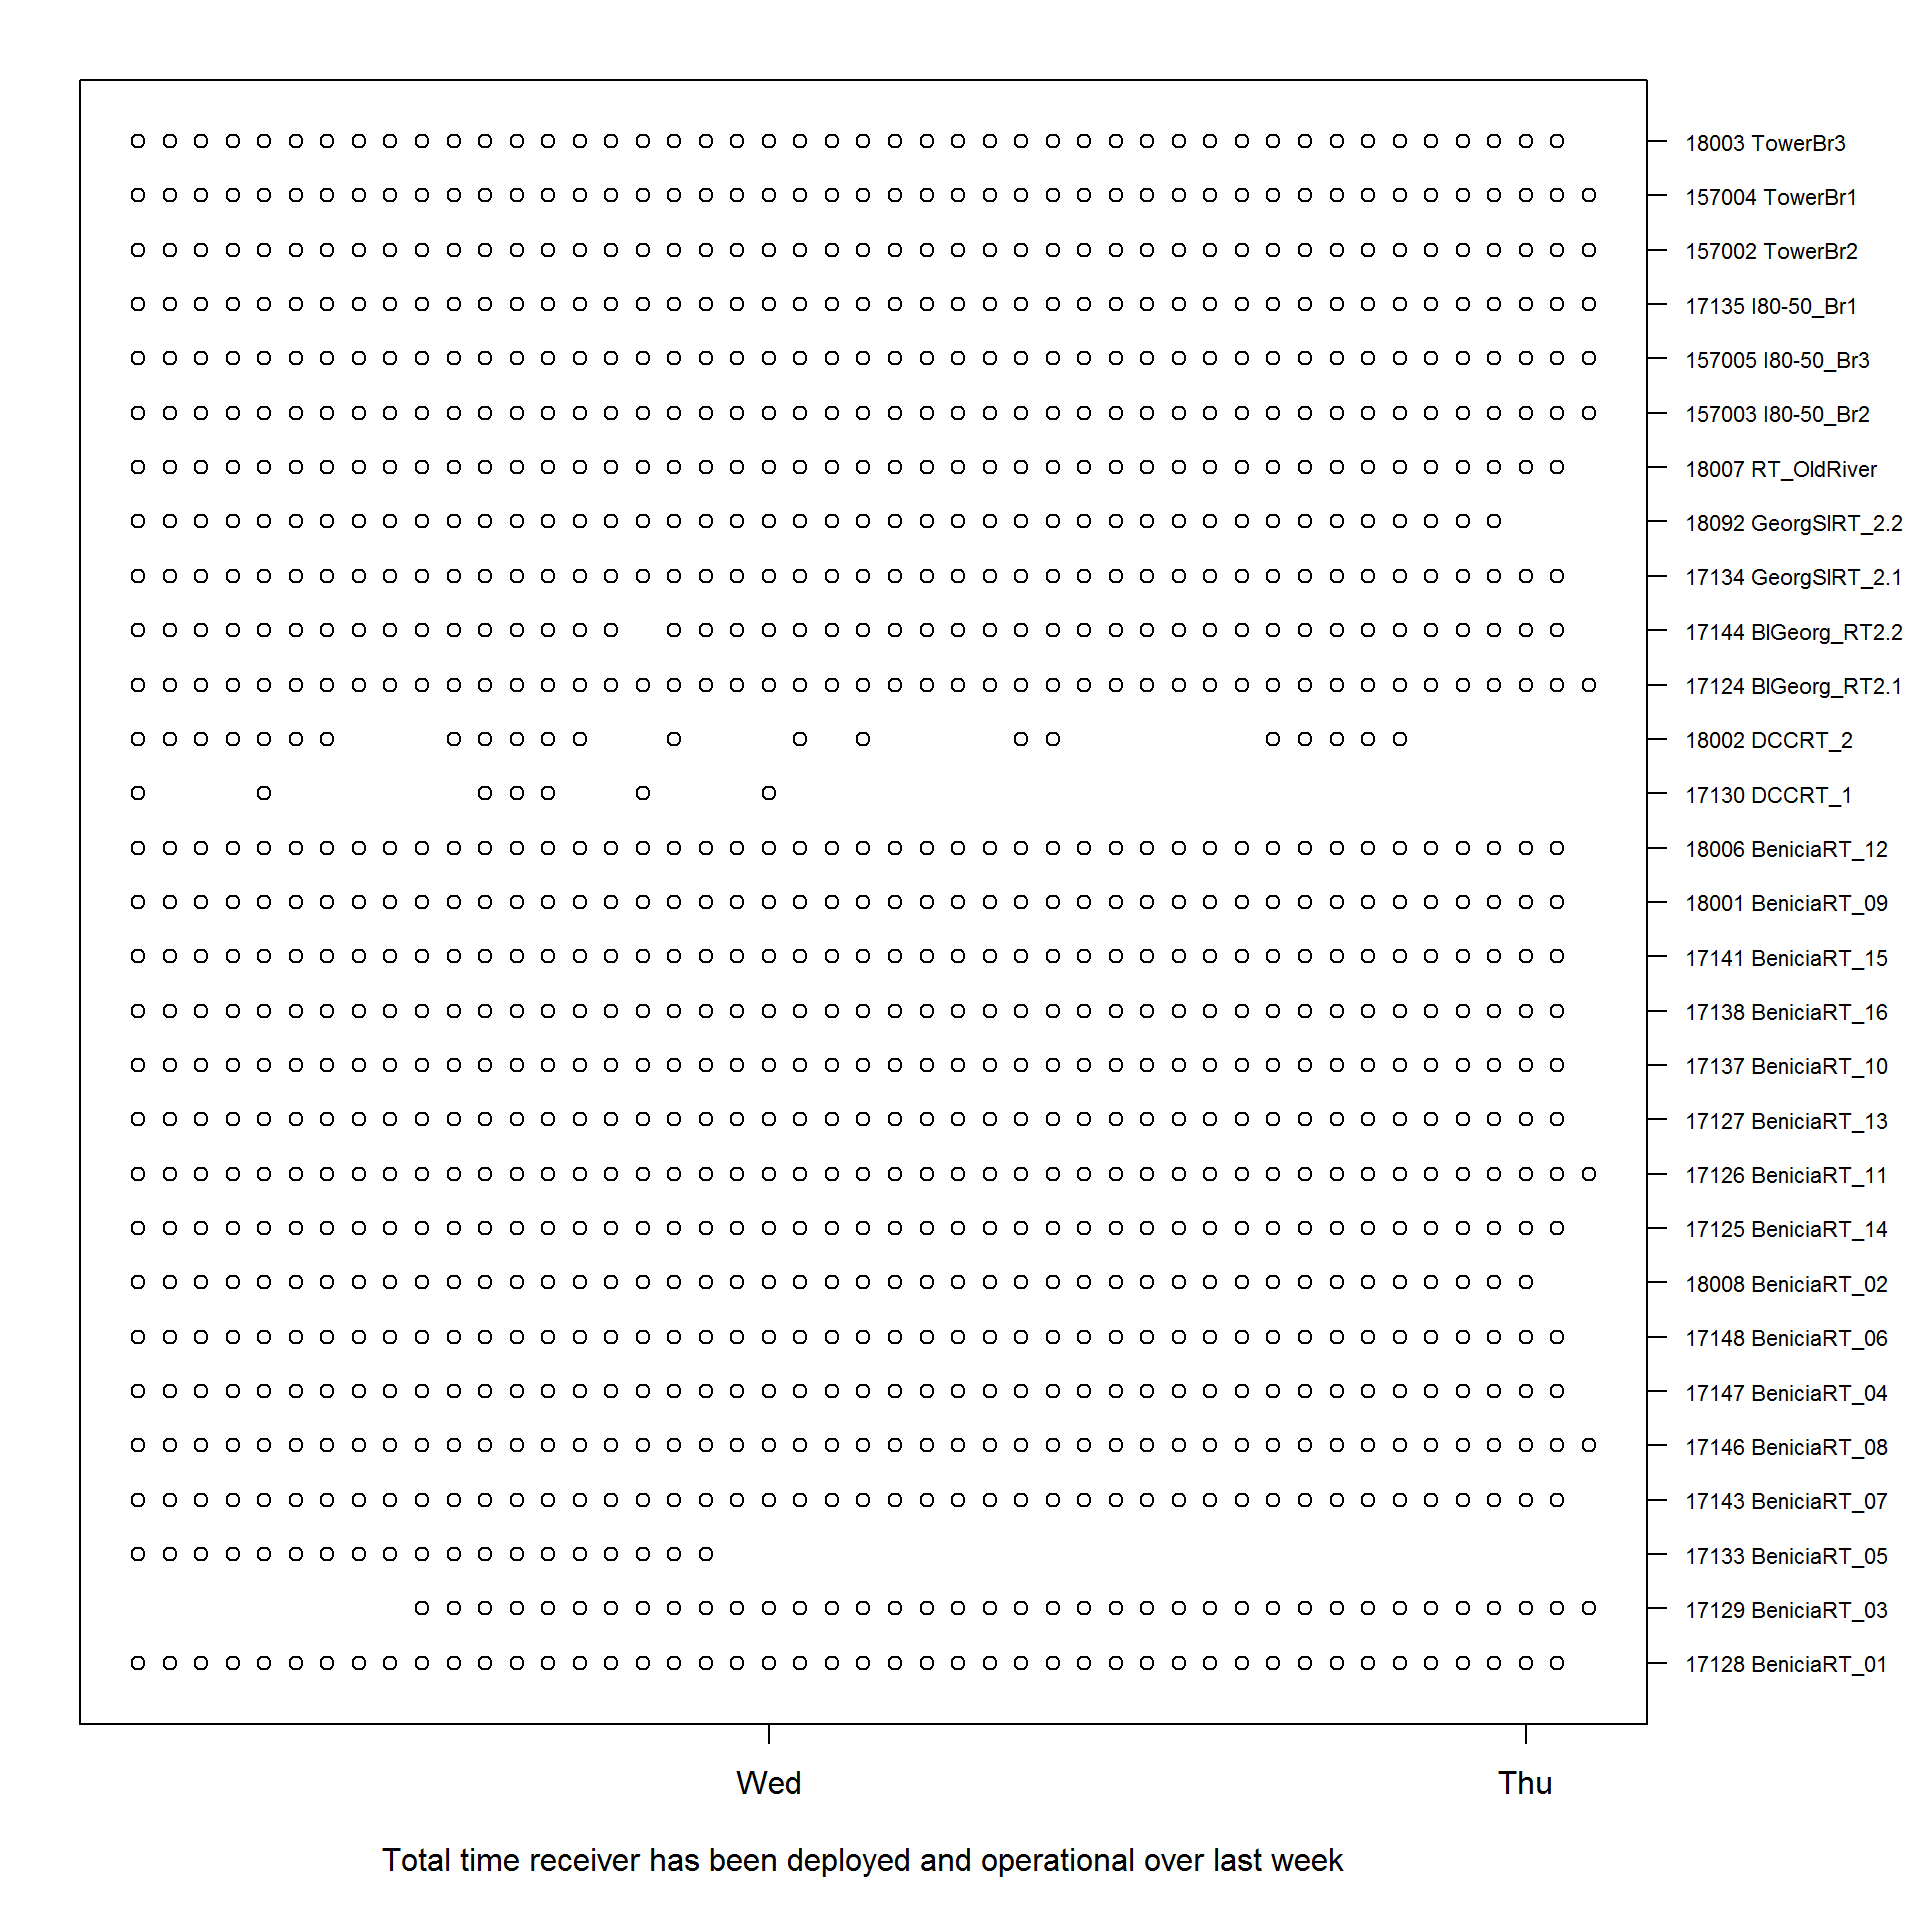 18003 TowerBr3
157004 TowerBr1
157002 TowerBr2
17135 I80-50_Br1
157005 I80-50_Br3
157003 I80-50_Br2
18007 RT_OldRiver
18092 GeorgSlRT_2.2
17134 GeorgSlRT_2.1
17144 BlGeorg_RT2.2
17124 BlGeorg_RT2.1
18002 DCCRT_2
17130 DCCRT_1
18006 BeniciaRT_12
18001 BeniciaRT_09
17141 BeniciaRT_15
17138 BeniciaRT_16
17137 BeniciaRT_10
17127 BeniciaRT_13
17126 BeniciaRT_11
17125 BeniciaRT_14
18008 BeniciaRT_02
17148 BeniciaRT_06
17147 BeniciaRT_04
17146 BeniciaRT_08
17143 BeniciaRT_07
17133 BeniciaRT_05
17129 BeniciaRT_03
17128 BeniciaRT_01
Wed Thu
Total time receiver has been deployed and operational over last week